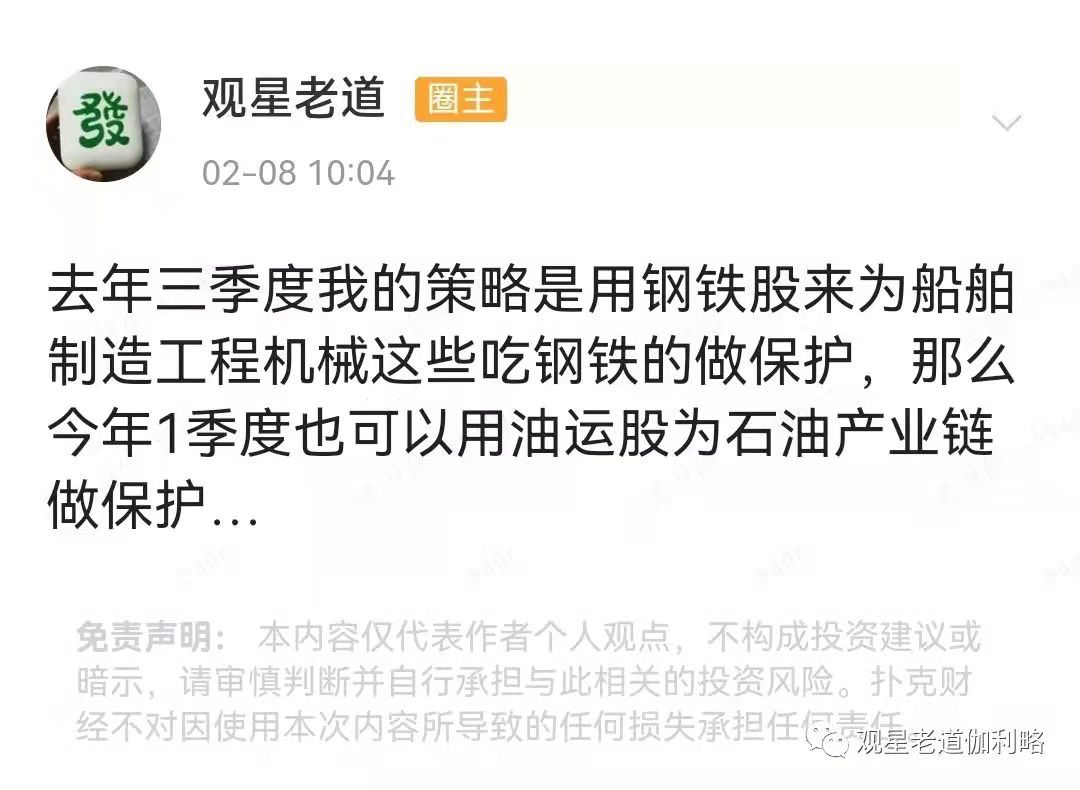 發
观星老道 圈主
02-08 10:04
去年三季度我的策略是用钢铁股来为船舶
制造工程机械这些吃钢铁的做保护，那么
今年1季度也可以用油运股为石油产业链
做保护...
免责声明： 本内容仅代表作者个人观点，不构成投资建议或
暗示，请审慎判断并自行承担与此相关的投资风险。扑克财
经不对因使用本次内容所导致的任何损失承担任何责任
观星老道伽利略